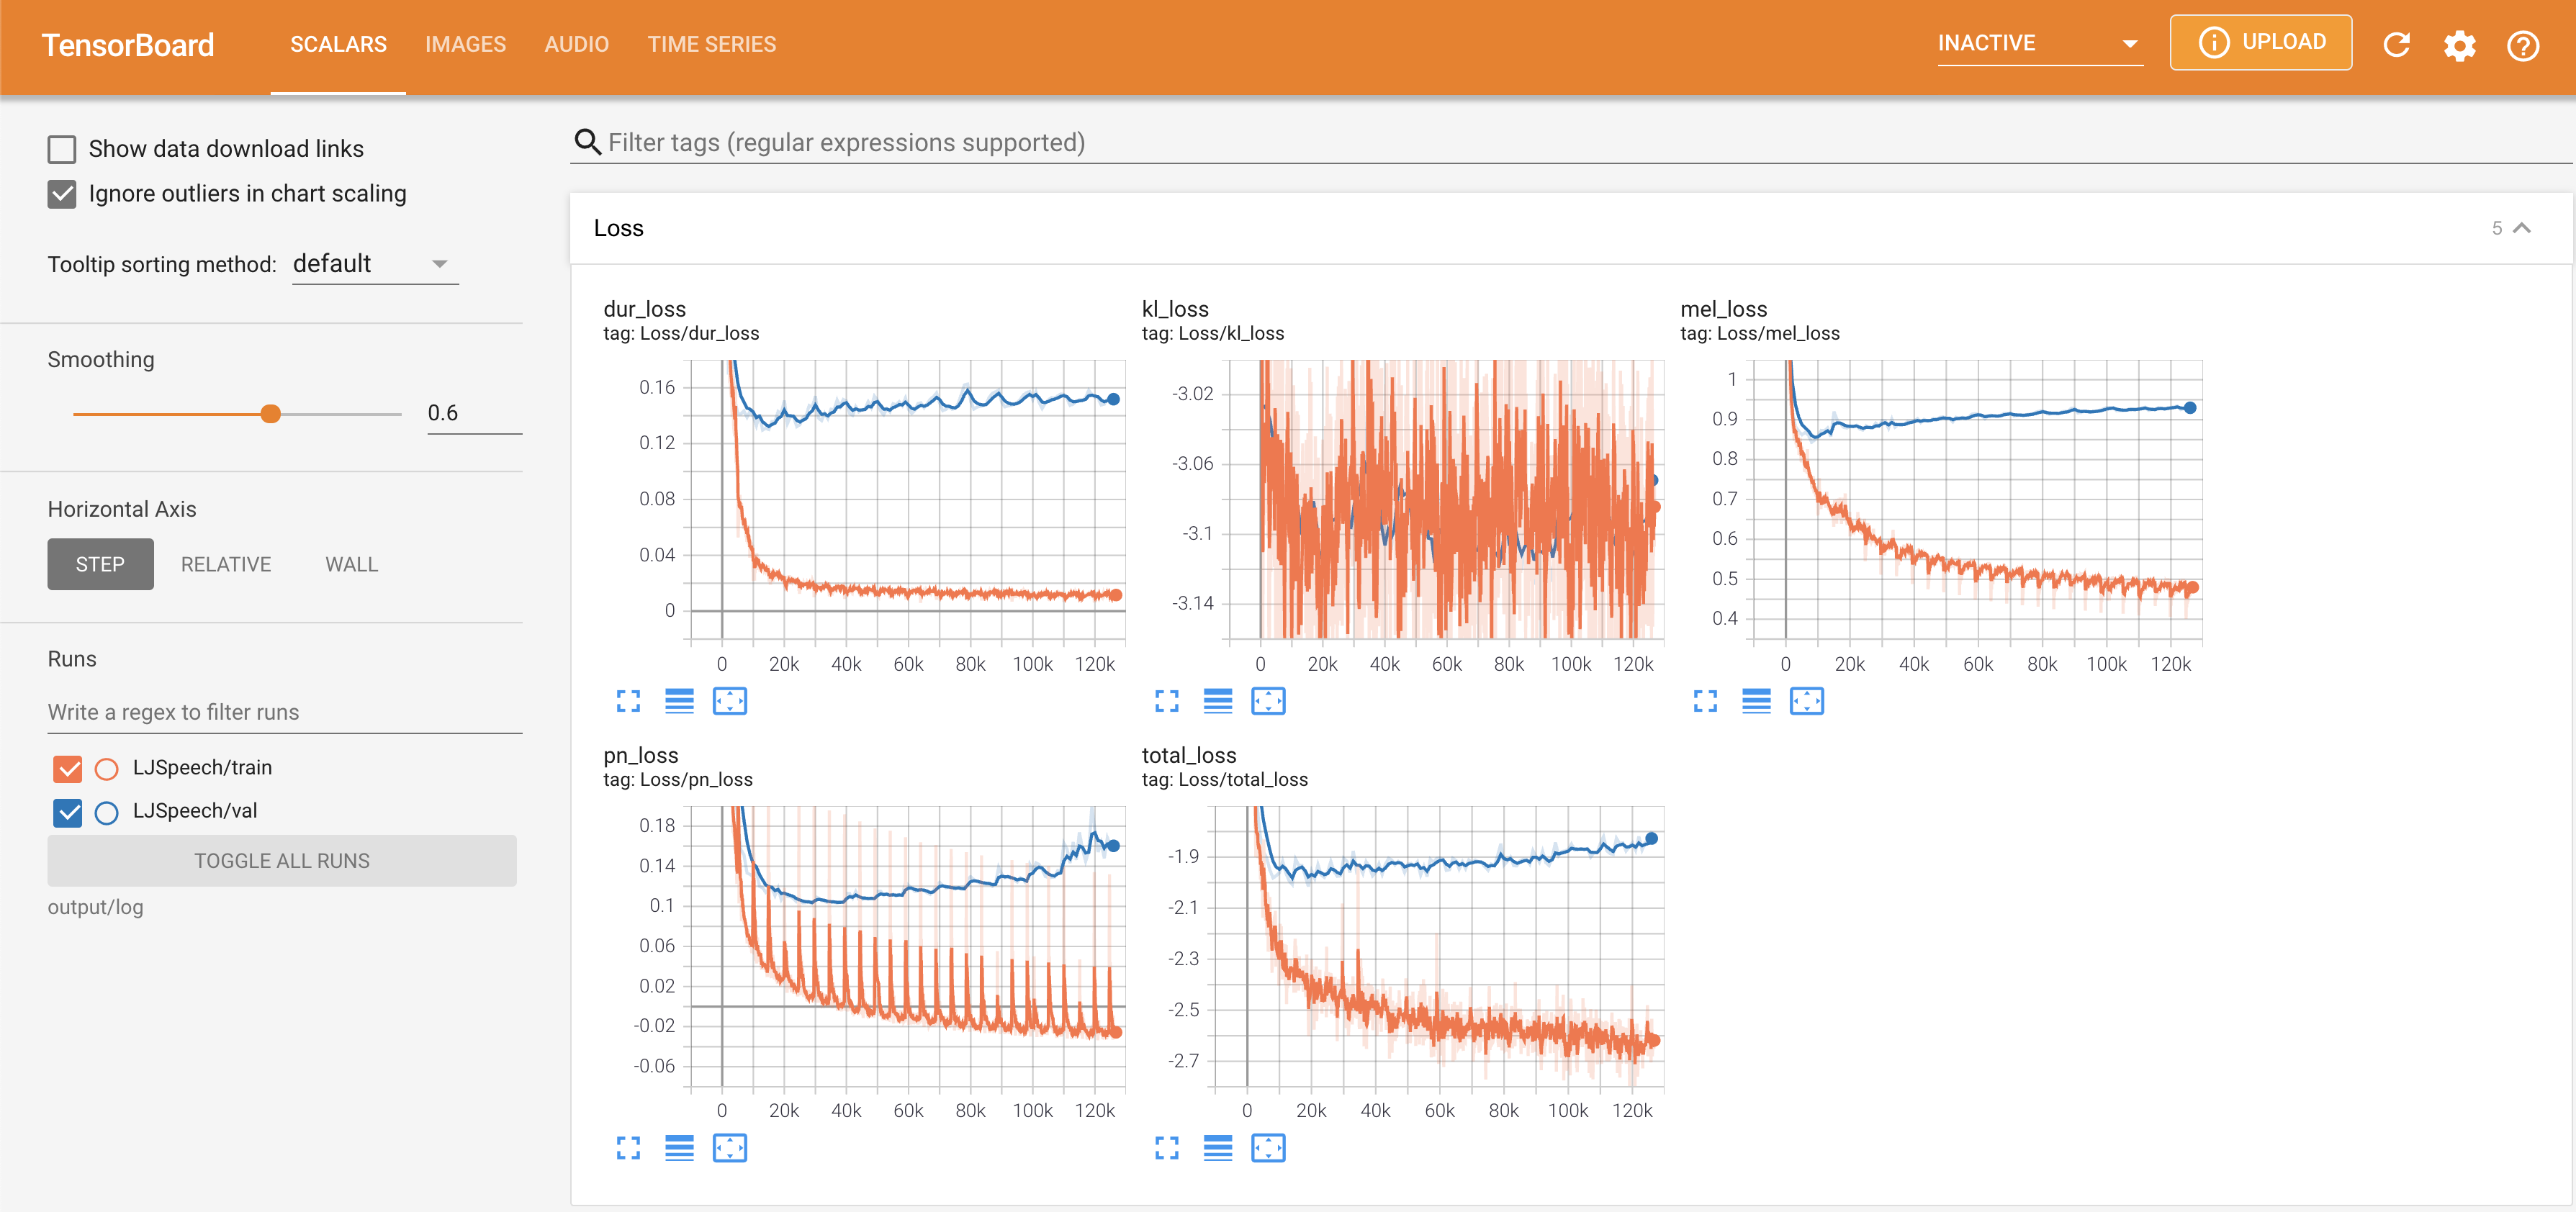 TensorBoard
SCALARS IMAGES AUDIO TIME SERIES
INACTIVE
UPLOAD
Show data download links
Ignore outliers in chart scaling
Tooltip sorting method: default
Smoothing
0.6
Horizontal Axis
STEP RELATIVE WALL
Runs
Write a regex to filter runs
LJSpeech/train
LJSpeech/val
TOGGLE ALL RUNS
output/log
Filter tags (regular expressions supported)
Loss
5
dur_loss
tag: Loss/dur_loss
0.16
0.12
0.08
0.04
0
0 20k 40k 60k 80k 100k 120k
kl_loss
tag: Loss/kl_loss
-3.02
-3.06
-3.1
-3.14
0 20k 40k 60k 80k 100k 120k
mel_loss
tag: Loss/mel_loss
1
0.9
0.8
0.7
0.6
0.5
0.4
0 20k 40k 60k 80k 100k 120k
pn_loss
tag: Loss/pn_loss
0.18
0.14
0.1
0.06
0.02
-0.02
-0.06
0 20k 40k 60k 80k 100k 120k
total_loss
tag: Loss/total_loss
-1.9
-2.1
-2.3
-2.5
-2.7
0 20k 40k 60k 80k 100k 120k